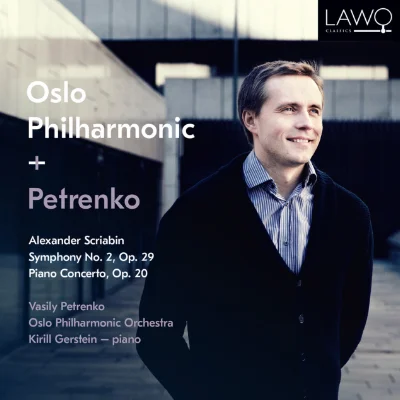 LAWO
CLASSICS
Oslo
Philharmonic
+
Petrenko
Alexander Scriabin
Symphony No. 2, Op. 29
Piano Concerto, Op. 20
Vasily Petrenko
Oslo Philharmonic Orchestra
Kirill Gerstein – piano